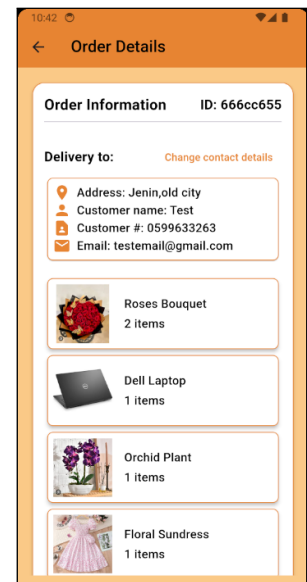 10:42
Order Details
Order Information ID: 666cc655
Delivery to: Change contact details
Address: Jenin,old city
Customer name: Test
Customer #: 0599633263
Email: testemail@gmail.com
Roses Bouquet
2 items
Dell Laptop
1 items
Orchid Plant
1 items
Floral Sundress
1 items